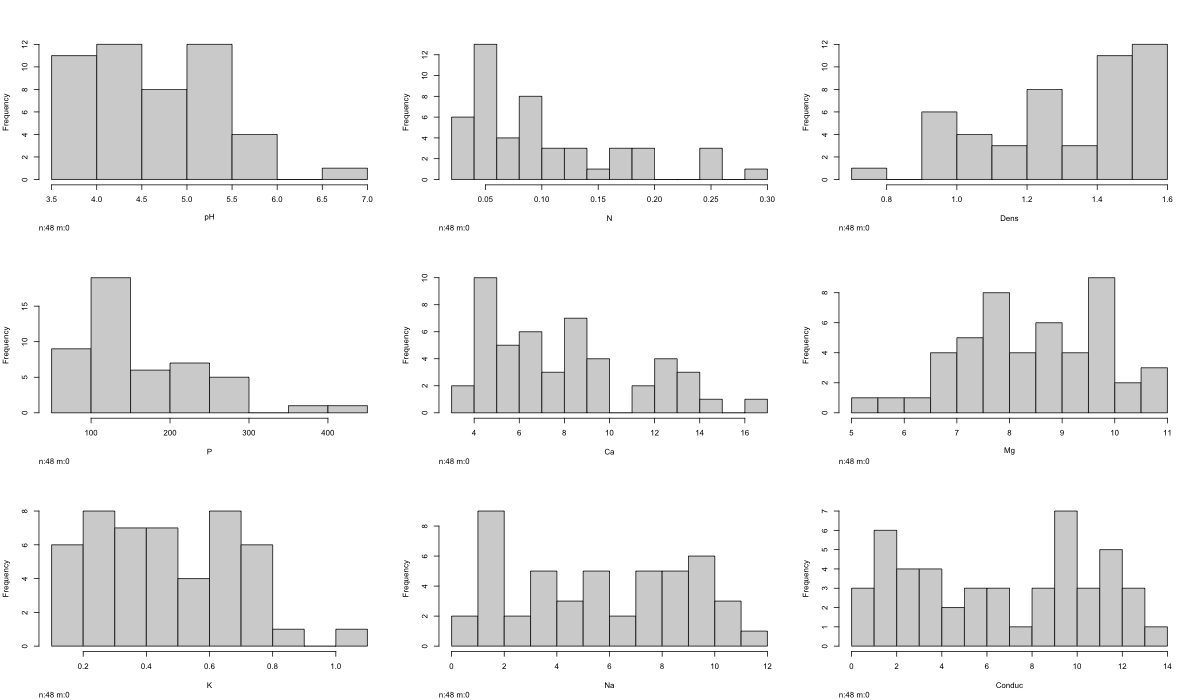 Frequency
0 2 4 6 8 10 12
3.5 4.0 4.5 5.0 5.5 6.0 6.5 7.0
pH
n:48 m:0
Frequency
0 2 4 6 8 10 12
0.05 0.10 0.15 0.20 0.25 0.30
N
n:48 m:0
Frequency
0 2 4 6 8 10 12
0.8 1.0 1.2 1.4 1.6
Dens
n:48 m:0
Frequency
0 5 10 15
100 200 300 400
P
n:48 m:0
Frequency
0 2 4 6 8 10
4 6 8 10 12 14 16
Ca
n:48 m:0
Frequency
0 2 4 6 8
5 6 7 8 9 10 11
Mg
n:48 m:0
Frequency
0 2 4 6 8
0.2 0.4 0.6 0.8 1.0
K
n:48 m:0
Frequency
0 2 4 6 8
0 2 4 6 8 10 12
Na
n:48 m:0
Frequency
0 1 2 3 4 5 6 7
0 2 4 6 8 10 12 14
Conduc
n:48 m:0